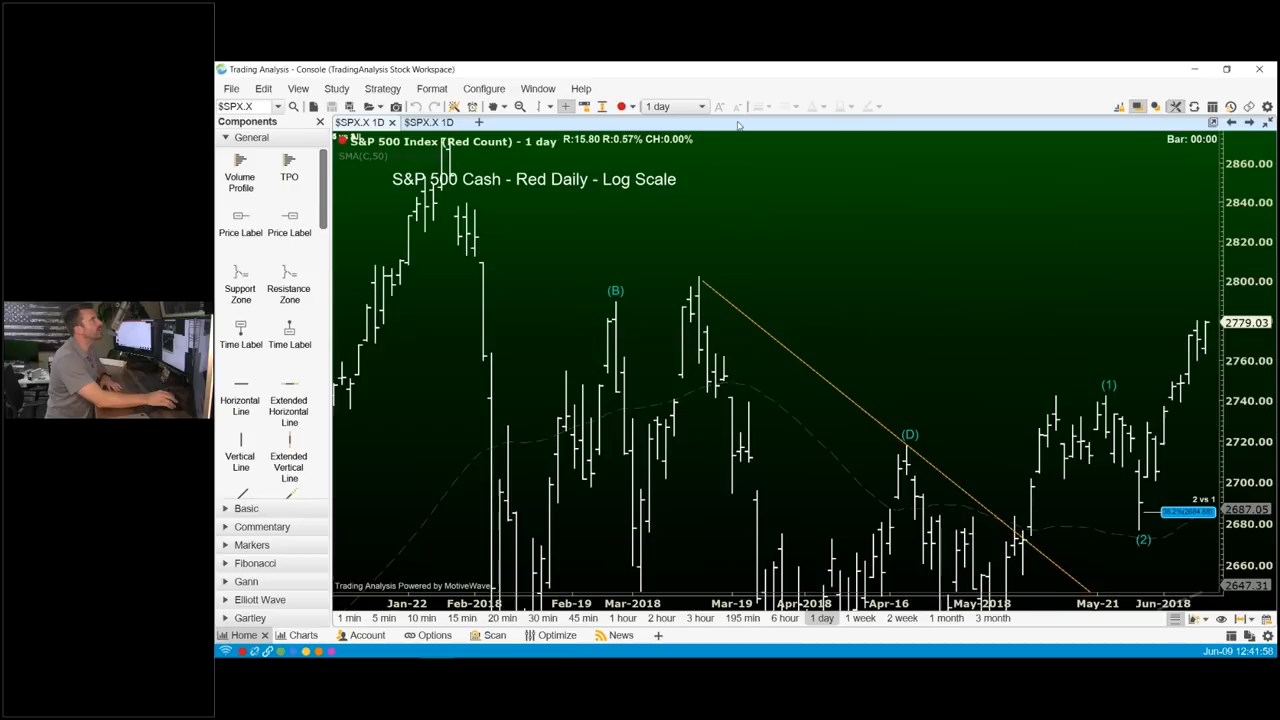 Trading Analysis - Console (TradingAnalysis Stock Workspace)
File Edit View Study Strategy Format Configure Window Help
$SPX.X 1 day
Components
$SPX.X 1D $SPX.X 1D
General
S&P 500 Index (Red Count) - 1 day R:15.80 R:0.57% CH:0.00% Bar: 00:00
SMA(C,50)
S&P 500 Cash - Red Daily - Log Scale
Volume Profile TPO
Price Label Price Label
Support Zone Resistance Zone
Time Label Time Label
Horizontal Line Extended Horizontal Line
Vertical Line Extended Vertical Line
Basic
Commentary
Markers
Fibonacci
Gann
Elliott Wave
Gartley
2860.00
2840.00
2820.00
2800.00
2779.03
2760.00
2740.00
2720.00
2700.00
2687.05
2680.00
2660.00
2647.31
(B)
(D)
(1)
2 vs 1
38.2%(2684.68)
(2)
Trading Analysis Powered by MotiveWave
Jan-22 Feb-2018 Feb-19 Mar-2018 Mar-19 Apr-2018 Apr-16 May-2018 May-21 Jun-2018
1 min 5 min 10 min 15 min 20 min 30 min 45 min 1 hour 2 hour 3 hour 195 min 6 hour 1 day 1 week 2 week 1 month 3 month
Home Charts Account Options Scan Optimize News
Jun-09 12:41:58